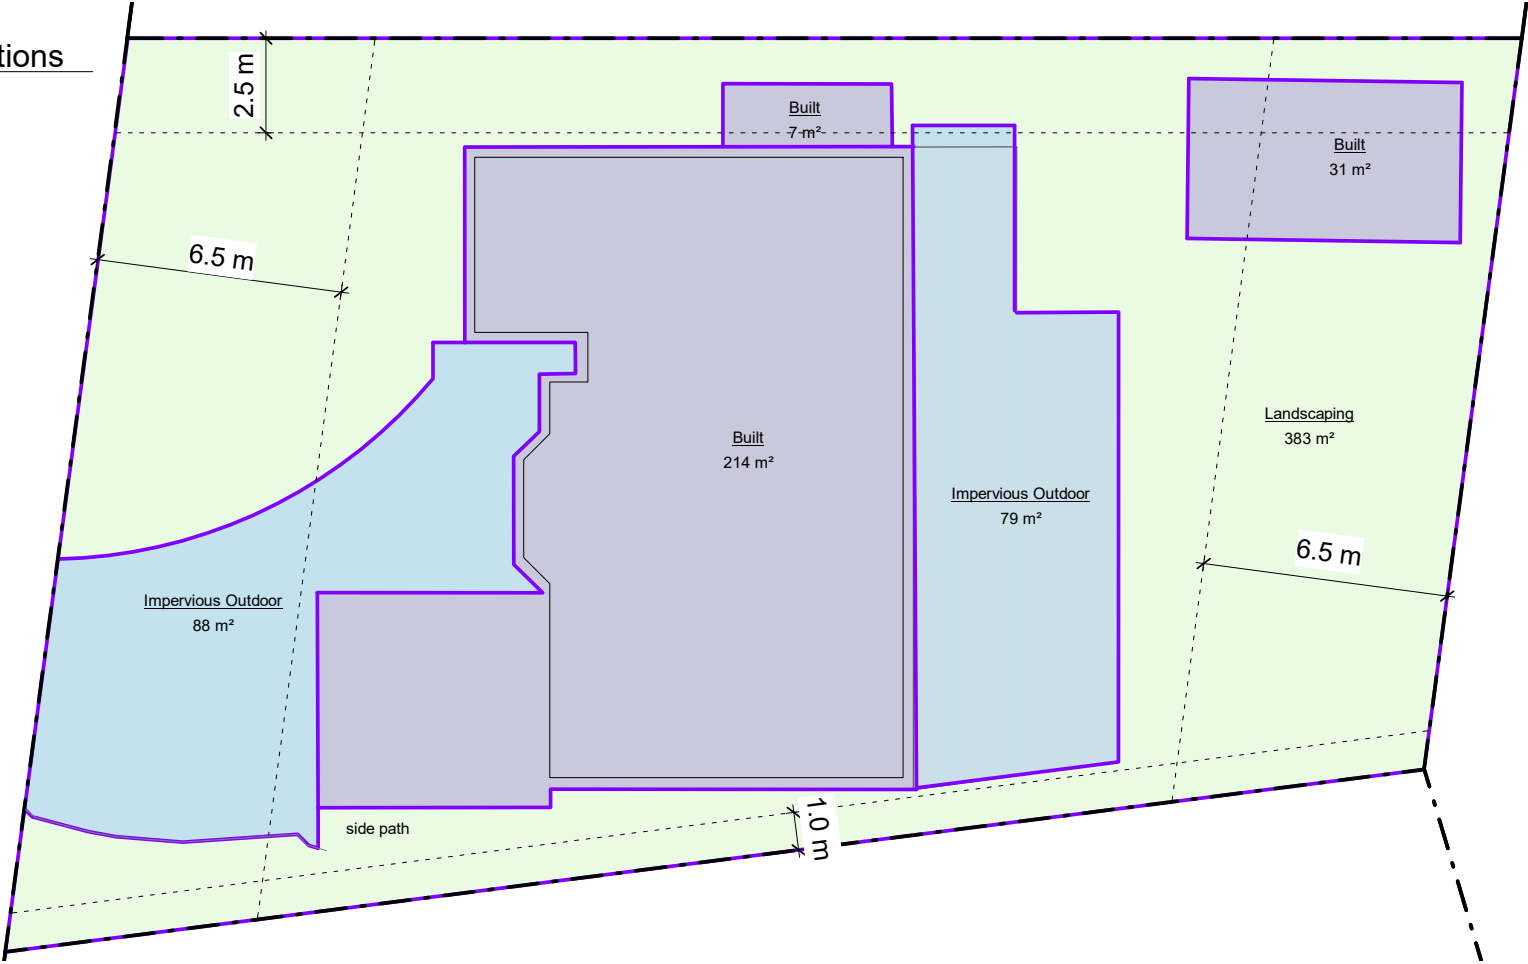 tions
2.5 m
Built
7 m²
Built
31 m²
6.5 m
Landscaping
383 m²
Built
214 m²
Impervious Outdoor
79 m²
6.5 m
Impervious Outdoor
88 m²
side path
1.0 m